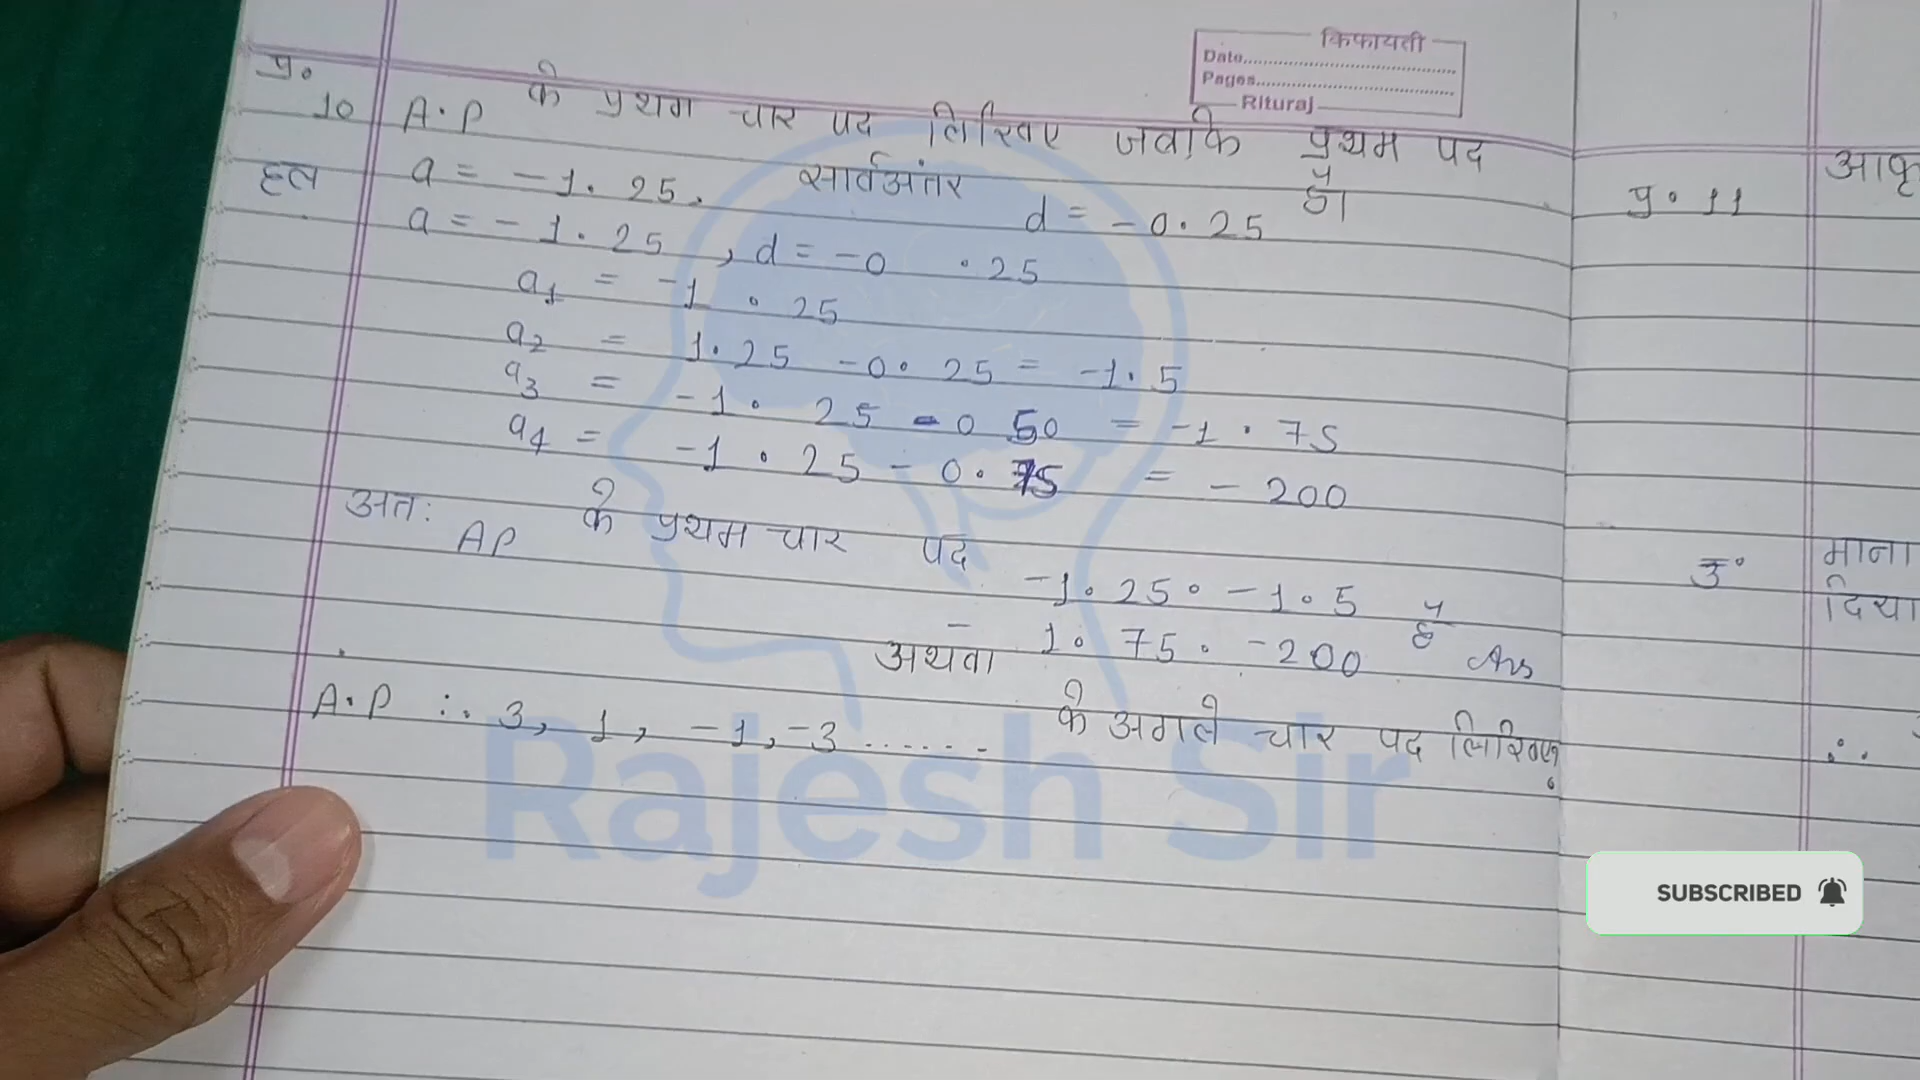 किफायती
Date
Pages
Rituraj
प्र० 10 A.P के प्रथम चार पद लिखिए जबकि प्रथम पद
a = -1.25. सार्वअंतर d = -0.25 हो
हल a = -1.25, d = -0.25
a1 = -1.25
a2 = 1.25 -0.25 = -1.5
a3 = -1.25 -0 50 = -1.75
a4 = -1.25 - 0.75 = - 200
अतः AP के प्रथम चार पद -1.25. -1.5
- 1.75. -200 है Ans
अथवा
A.P :. 3, 1, -1, -3 ...... के अगले चार पद लिखिए
प्र० 11
उ०
माना
दिया
∴
Rajesh Sir
SUBSCRIBED